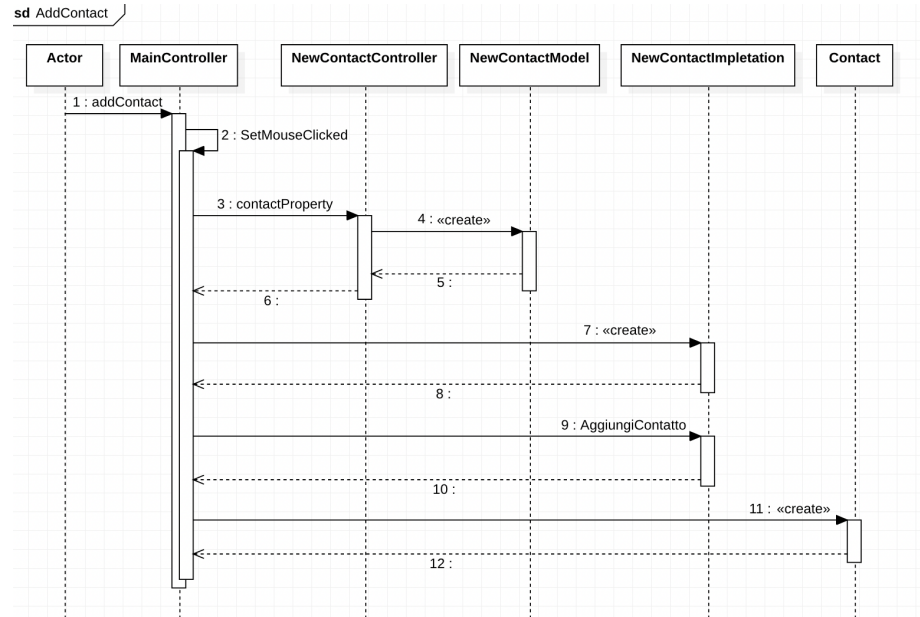 sd AddContact
Actor
MainController
NewContactController
NewContactModel
NewContactImpletation
Contact
1 : addContact
2 : SetMouseClicked
3 : contactProperty
4 : «create»
5 :
6 :
7 : «create»
8 :
9 : AggiungiContatto
10 :
11 : «create»
12 :